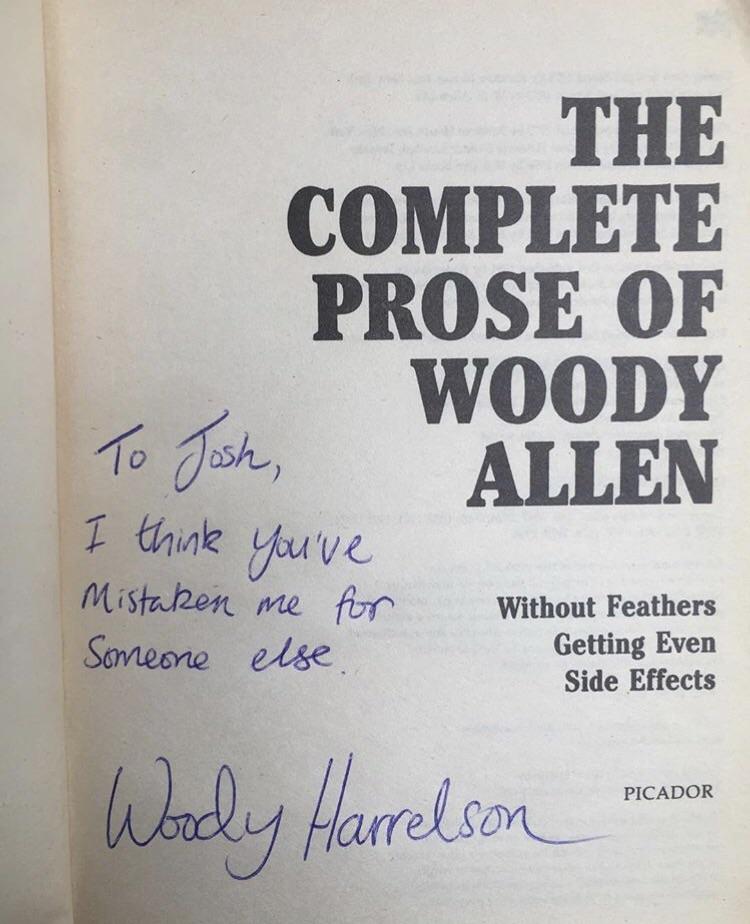 THE
COMPLETE
PROSE OF
WOODY
ALLEN
To Josh,
I think you've
Mistaken me for
Someone else.
Without Feathers
Getting Even
Side Effects
Woody Harrelson
PICADOR